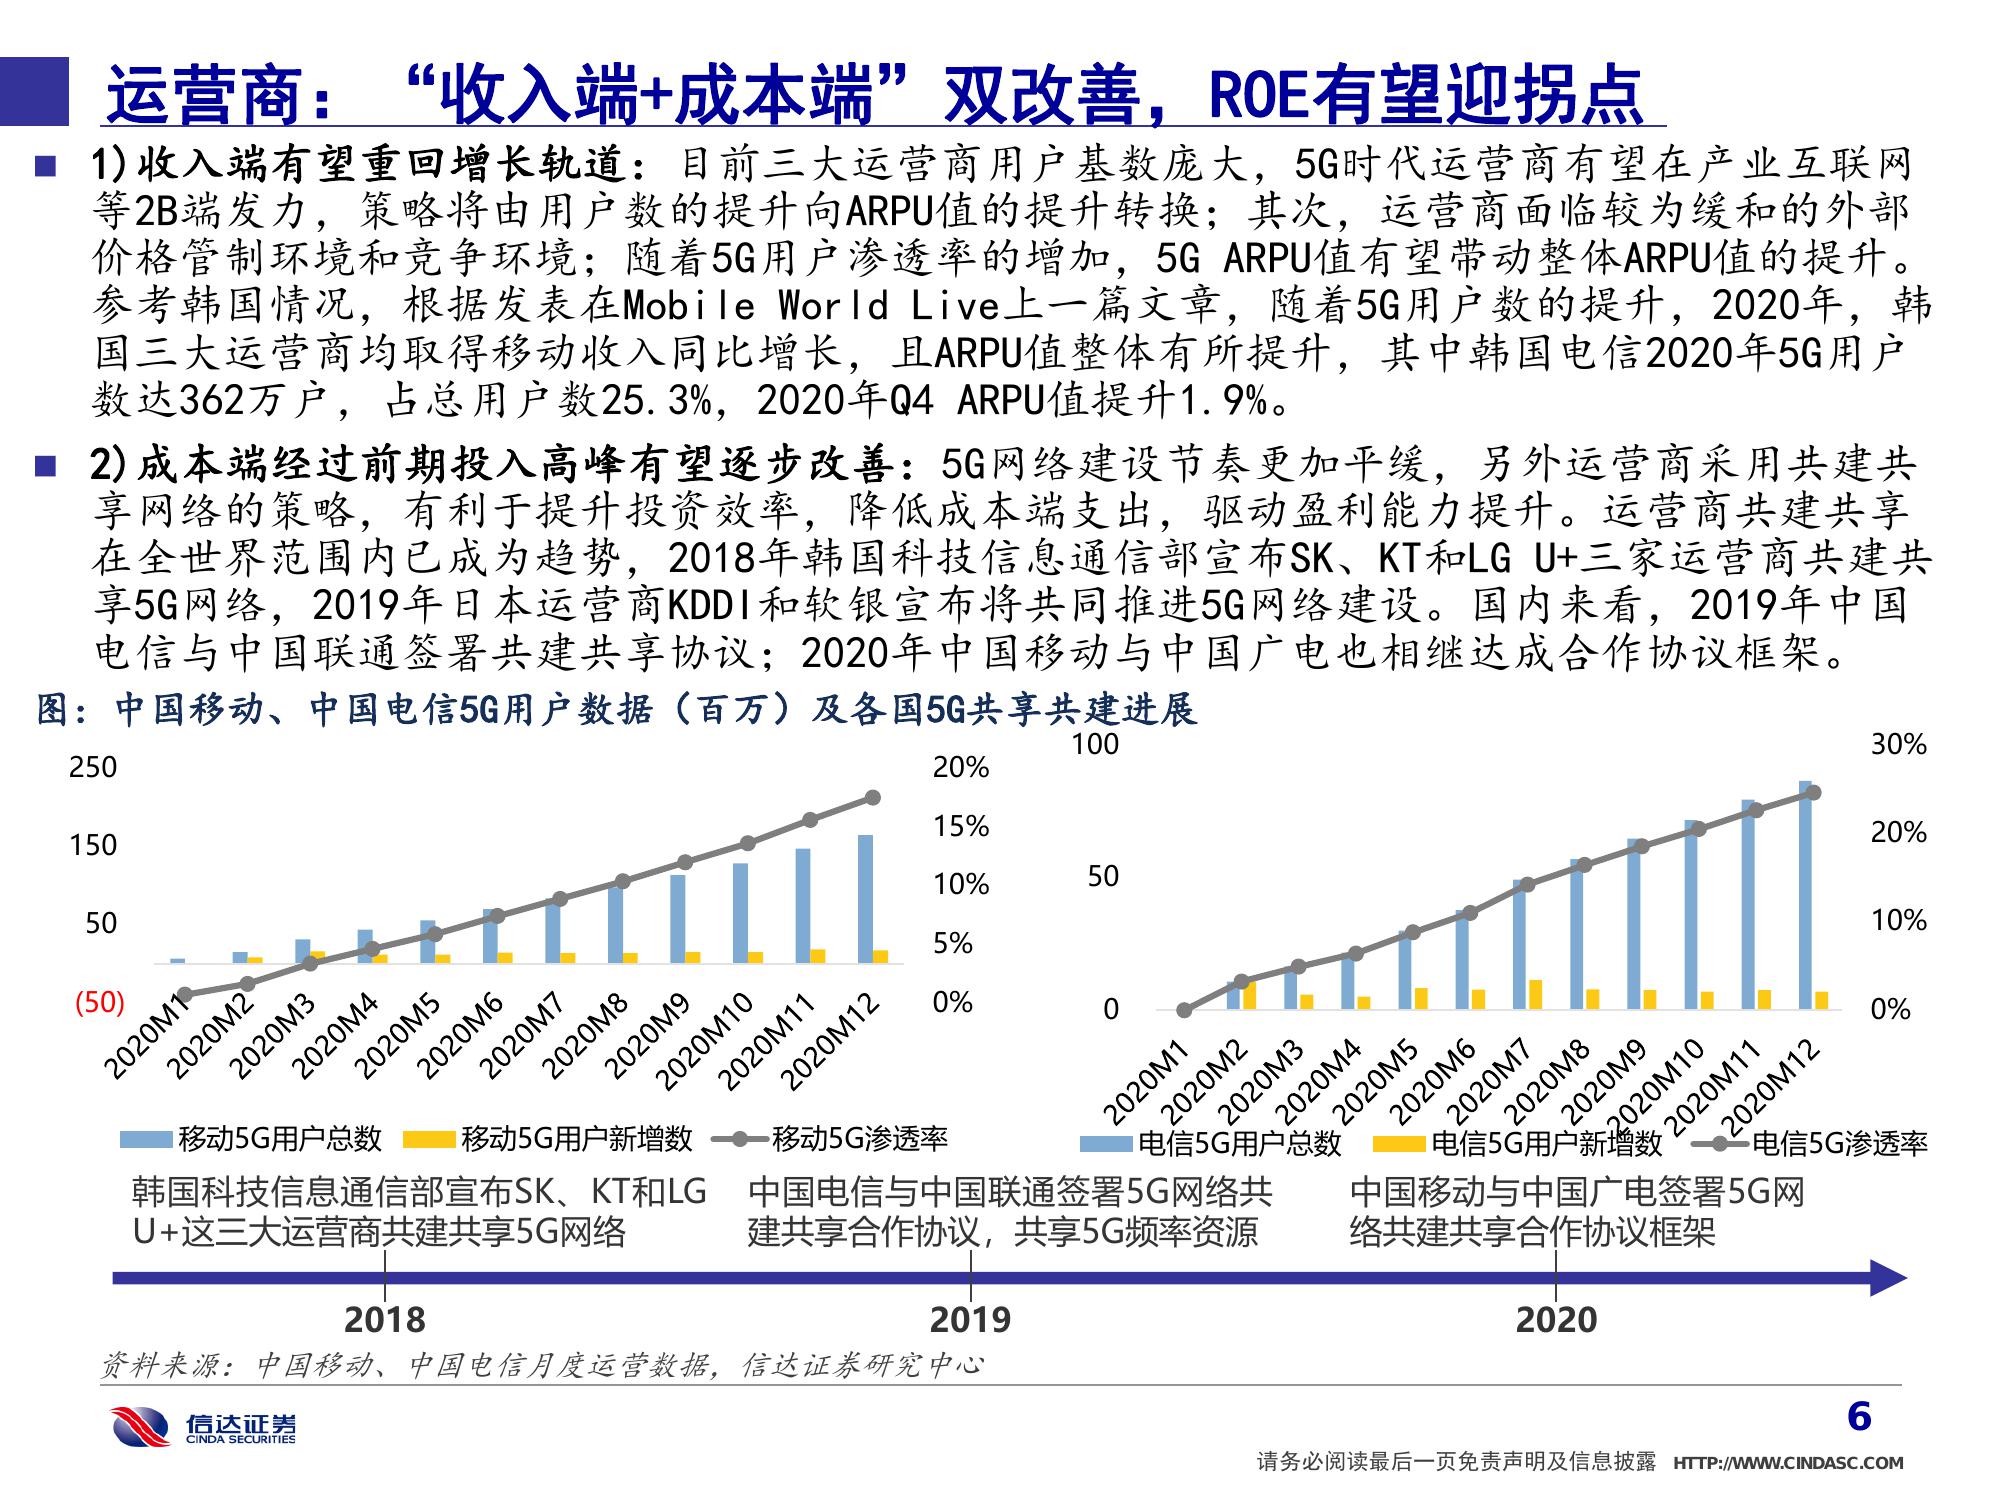 运营商：“收入端+成本端”双改善，ROE有望迎拐点
■ 1)收入端有望重回增长轨道：目前三大运营商用户基数庞大，5G时代运营商有望在产业互联网
等2B端发力，策略将由用户数的提升向ARPU值的提升转换；其次，运营商面临较为缓和的外部
价格管制环境和竞争环境；随着5G用户渗透率的增加，5G ARPU值有望带动整体ARPU值的提升。
参考韩国情况，根据发表在Mobile World Live上一篇文章，随着5G用户数的提升，2020年，韩
国三大运营商均取得移动收入同比增长，且ARPU值整体有所提升，其中韩国电信2020年5G用户
数达362万户，占总用户数25.3%，2020年Q4 ARPU值提升1.9%。
■ 2)成本端经过前期投入高峰有望逐步改善：5G网络建设节奏更加平缓，另外运营商采用共建共
享网络的策略，有利于提升投资效率，降低成本端支出，驱动盈利能力提升。运营商共建共享
在全世界范围内已成为趋势，2018年韩国科技信息通信部宣布SK、KT和LG U+三家运营商共建共
享5G网络，2019年日本运营商KDDI和软银宣布将共同推进5G网络建设。国内来看，2019年中国
电信与中国联通签署共建共享协议；2020年中国移动与中国广电也相继达成合作协议框架。
图：中国移动、中国电信5G用户数据（百万）及各国5G共享共建进展
250
150
50
(50)
20%
15%
10%
5%
0%
2020M1
2020M2
2020M3
2020M4
2020M5
2020M6
2020M7
2020M8
2020M9
2020M10
2020M11
2020M12
移动5G用户总数 移动5G用户新增数 移动5G渗透率
100
50
0
30%
20%
10%
0%
2020M1
2020M2
2020M3
2020M4
2020M5
2020M6
2020M7
2020M8
2020M9
2020M10
2020M11
2020M12
电信5G用户总数 电信5G用户新增数 电信5G渗透率
韩国科技信息通信部宣布SK、KT和LG
U+这三大运营商共建共享5G网络
中国电信与中国联通签署5G网络共
建共享合作协议，共享5G频率资源
中国移动与中国广电签署5G网
络共建共享合作协议框架
2018
2019
2020
资料来源：中国移动、中国电信月度运营数据，信达证券研究中心
信达证券
CINDA SECURITIES
6
请务必阅读最后一页免责声明及信息披露 HTTP://WWW.CINDASC.COM